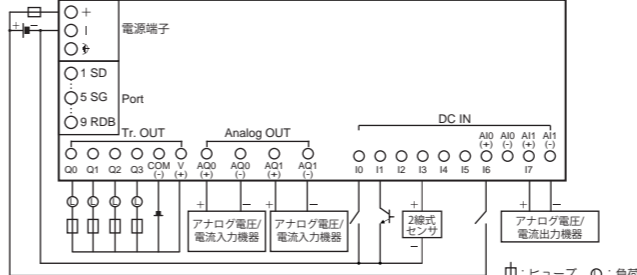 +
+ −
電源端子
1 SD
5 SG
Port
9 RDB
Tr. OUT
Analog OUT
DC IN
AI0 AI0 AI1 AI1
(+) (-) (+) (-)
Q0 Q1 Q2 Q3 COM V AQ0 AQ0 AQ1 AQ1 I0 I1 I2 I3 I4 I5 I6 I7
(-) (+) (+) (-) (+) (-)
L L L L
+ − + − + + −
アナログ電圧/ アナログ電圧/ 2線式 アナログ電圧/
電流入力機器 電流入力機器 センサ 電流出力機器
−
: ヒューズ L : 負荷